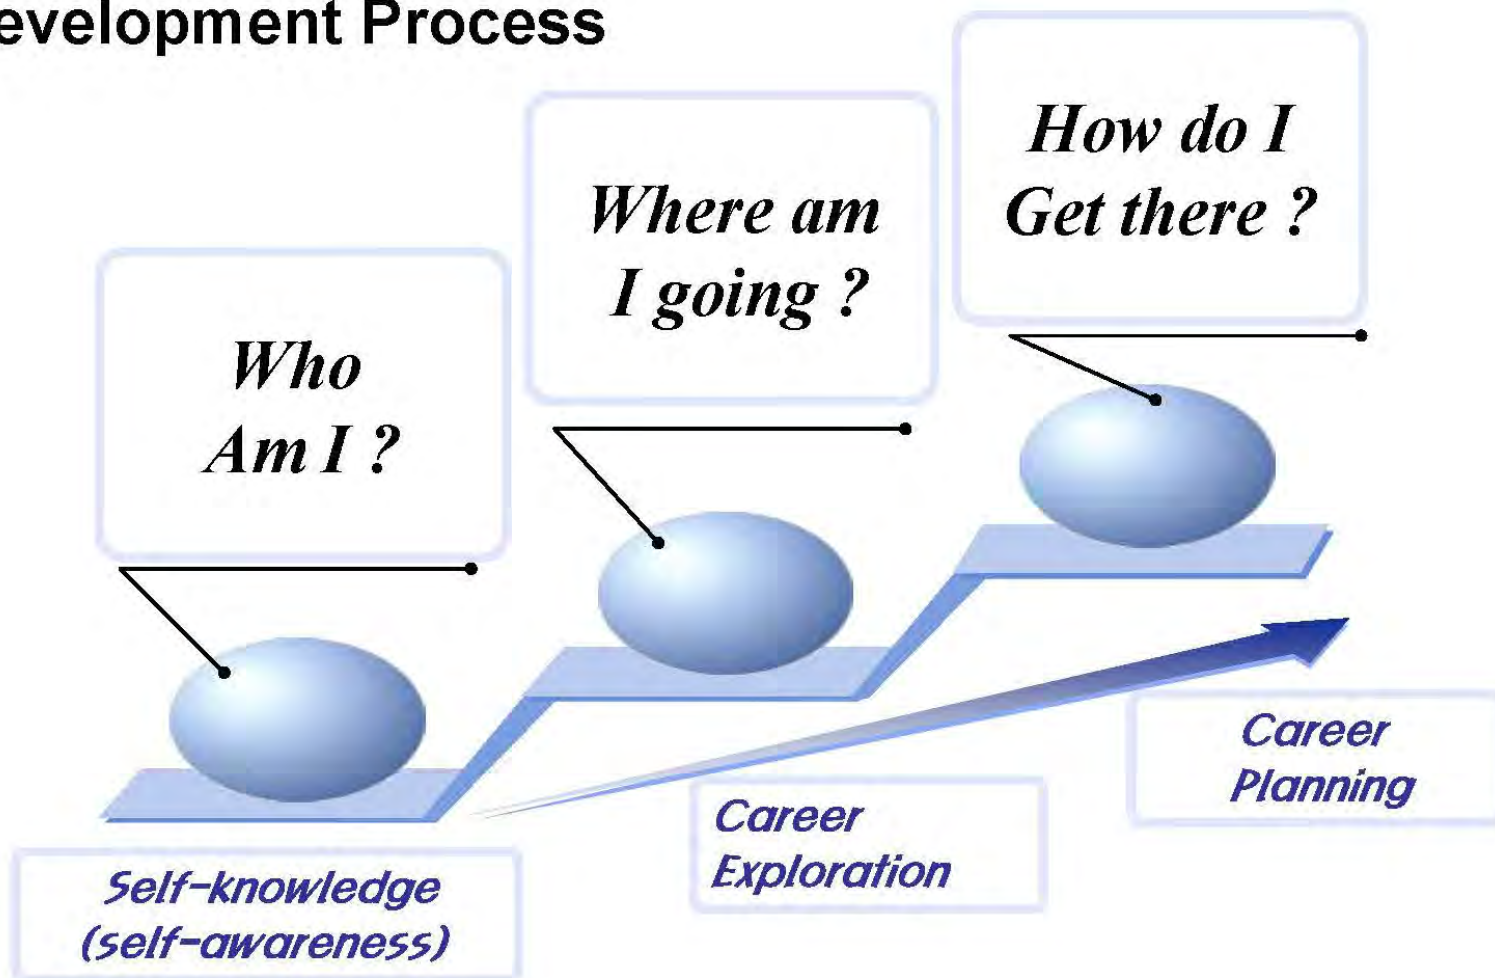 evelopment Process
Who
Am I ?
Where am
I going ?
How do I
Get there ?
Self-knowledge
(self-awareness)
Career
Exploration
Career
Planning